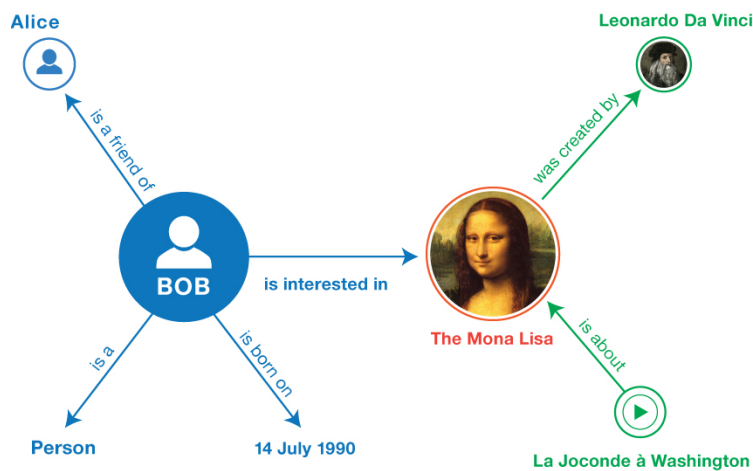 Alice
Leonardo Da Vinci
is a friend of
was created by
BOB
is interested in
The Mona Lisa
is a
is born on
is about
Person
14 July 1990
La Joconde à Washington